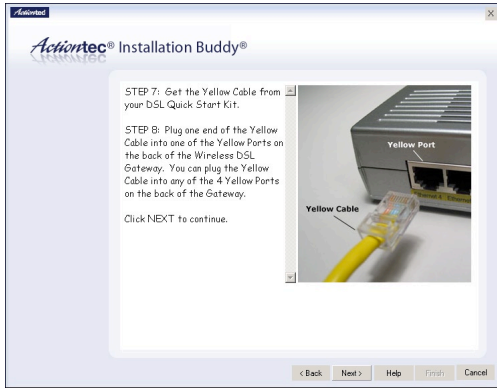 Actiontec
Actiontec® Installation Buddy®
STEP 7: Get the Yellow Cable from
your DSL Quick Start Kit.
STEP 8: Plug one end of the Yellow
Cable into one of the Yellow Ports on
the back of the Wireless DSL
Gateway. You can plug the Yellow
Cable into any of the 4 Yellow Ports
on the back of the Gateway.
Click NEXT to continue.
Yellow Port
Yellow Cable
< Back Next > Help Finish Cancel